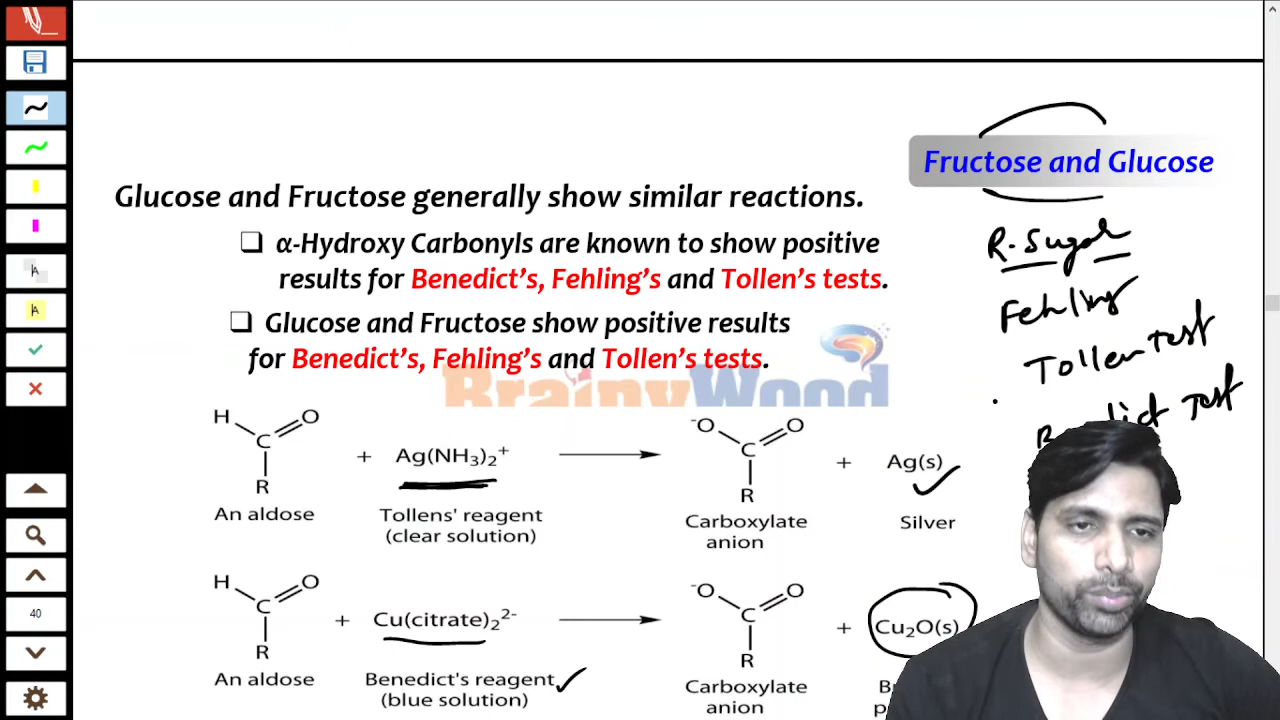 Fructose and Glucose
Glucose and Fructose generally show similar reactions.
α-Hydroxy Carbonyls are known to show positive
results for Benedict's, Fehling's and Tollen's tests.
Glucose and Fructose show positive results
for Benedict's, Fehling's and Tollen's tests.
R. Sugar
Fehling
Tollen Test
Test
BrainyWood
H
O
C
R
An aldose
+
Ag(NH₃)₂⁺
Tollens' reagent
(clear solution)
⁻O
O
C
R
Carboxylate
anion
+
Ag(s)
Silver
H
O
C
R
An aldose
+
Cu(citrate)₂²⁻
Benedict's reagent
(blue solution)
⁻O
O
C
R
Carboxylate
anion
+
Cu₂O(s)
40